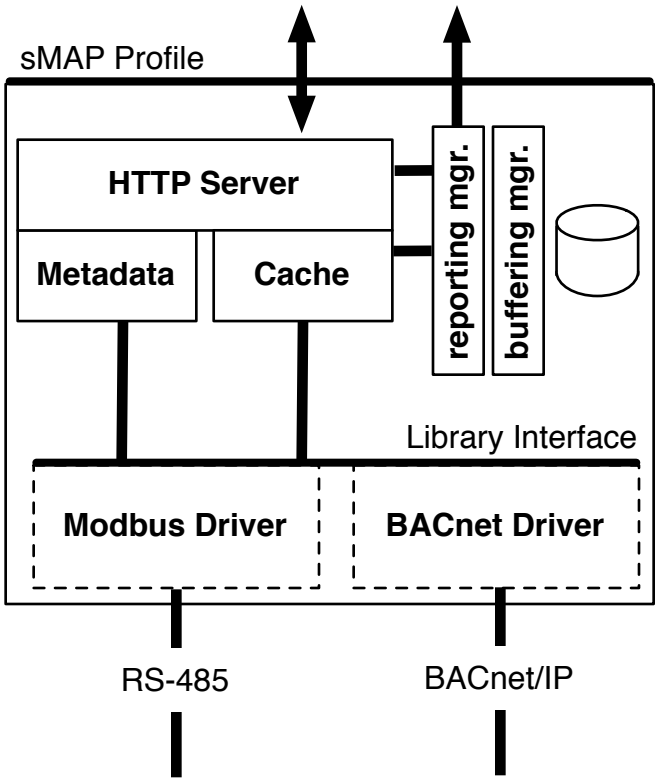 sMAP Profile
HTTP Server
Metadata
Cache
reporting mgr.
buffering mgr.
Library Interface
Modbus Driver
BACnet Driver
RS-485
BACnet/IP